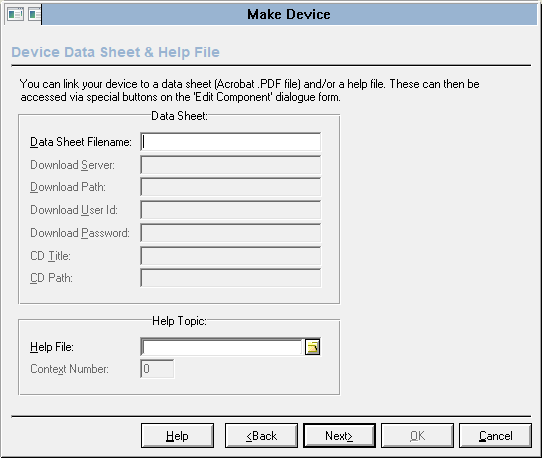 Make Device
Device Data Sheet & Help File
You can link your device to a data sheet (Acrobat .PDF file) and/or a help file. These can then be
accessed via special buttons on the 'Edit Component' dialogue form.
Data Sheet:
Data Sheet Filename:
Download Server:
Download Path:
Download User Id:
Download Password:
CD Title:
CD Path:
Help Topic:
Help File:
Context Number: 0
Help <Back Next> OK Cancel